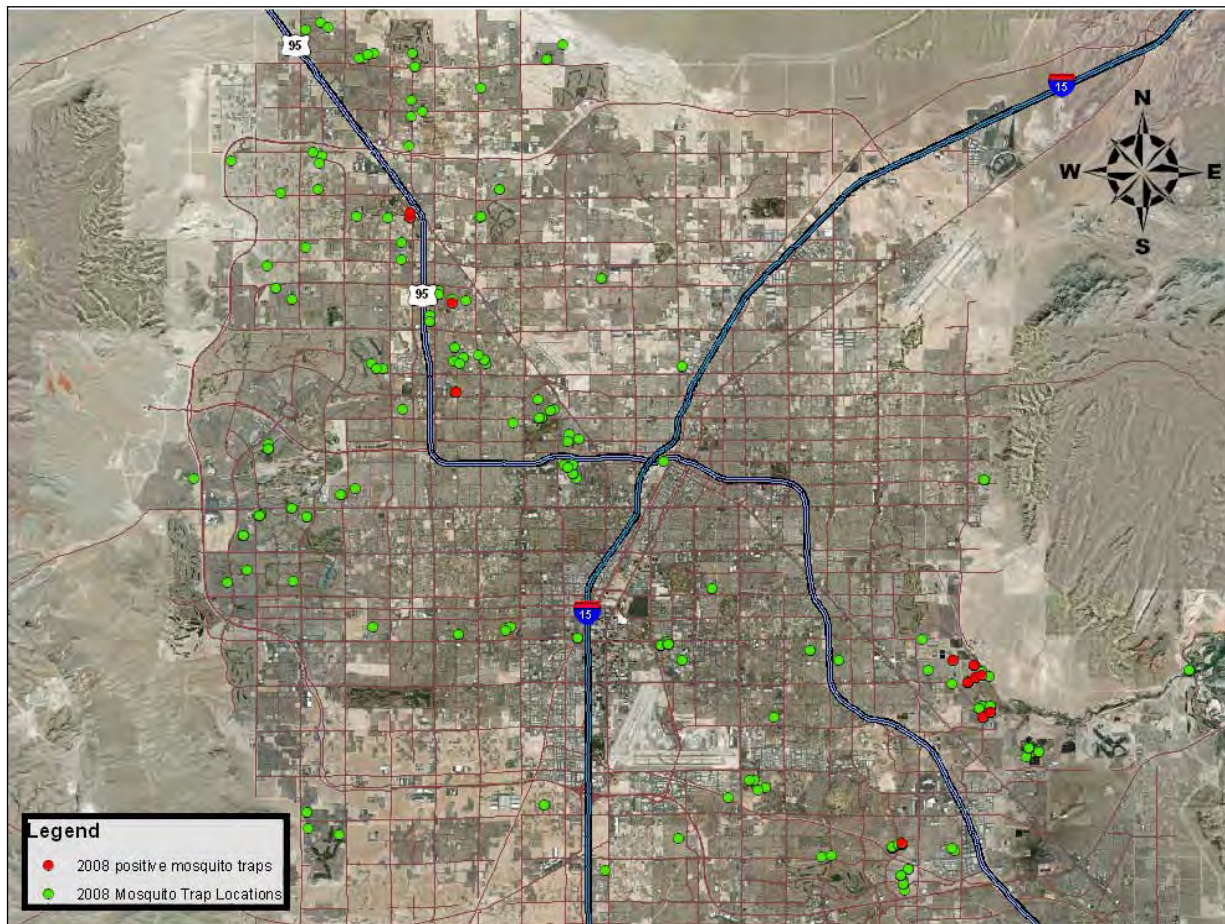 95
15
N
W E
S
95
15
Legend
2008 positive mosquito traps
2008 Mosquito Trap Locations